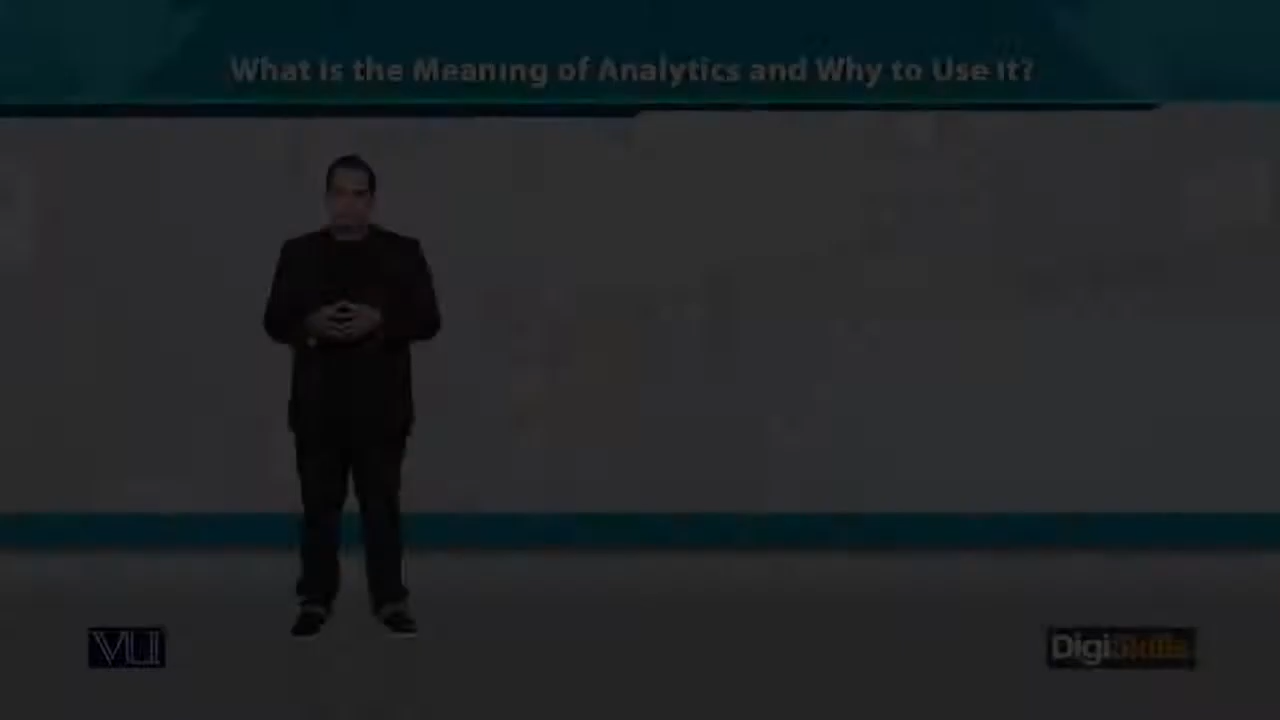 What is the Meaning of Analytics and Why to Use It?
VU
DigiSkills